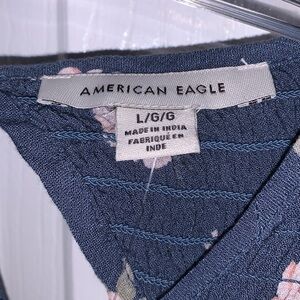 AMERICAN EAGLE
L/G/G
MADE IN INDIA
FABRIQUÉ EN
INDE